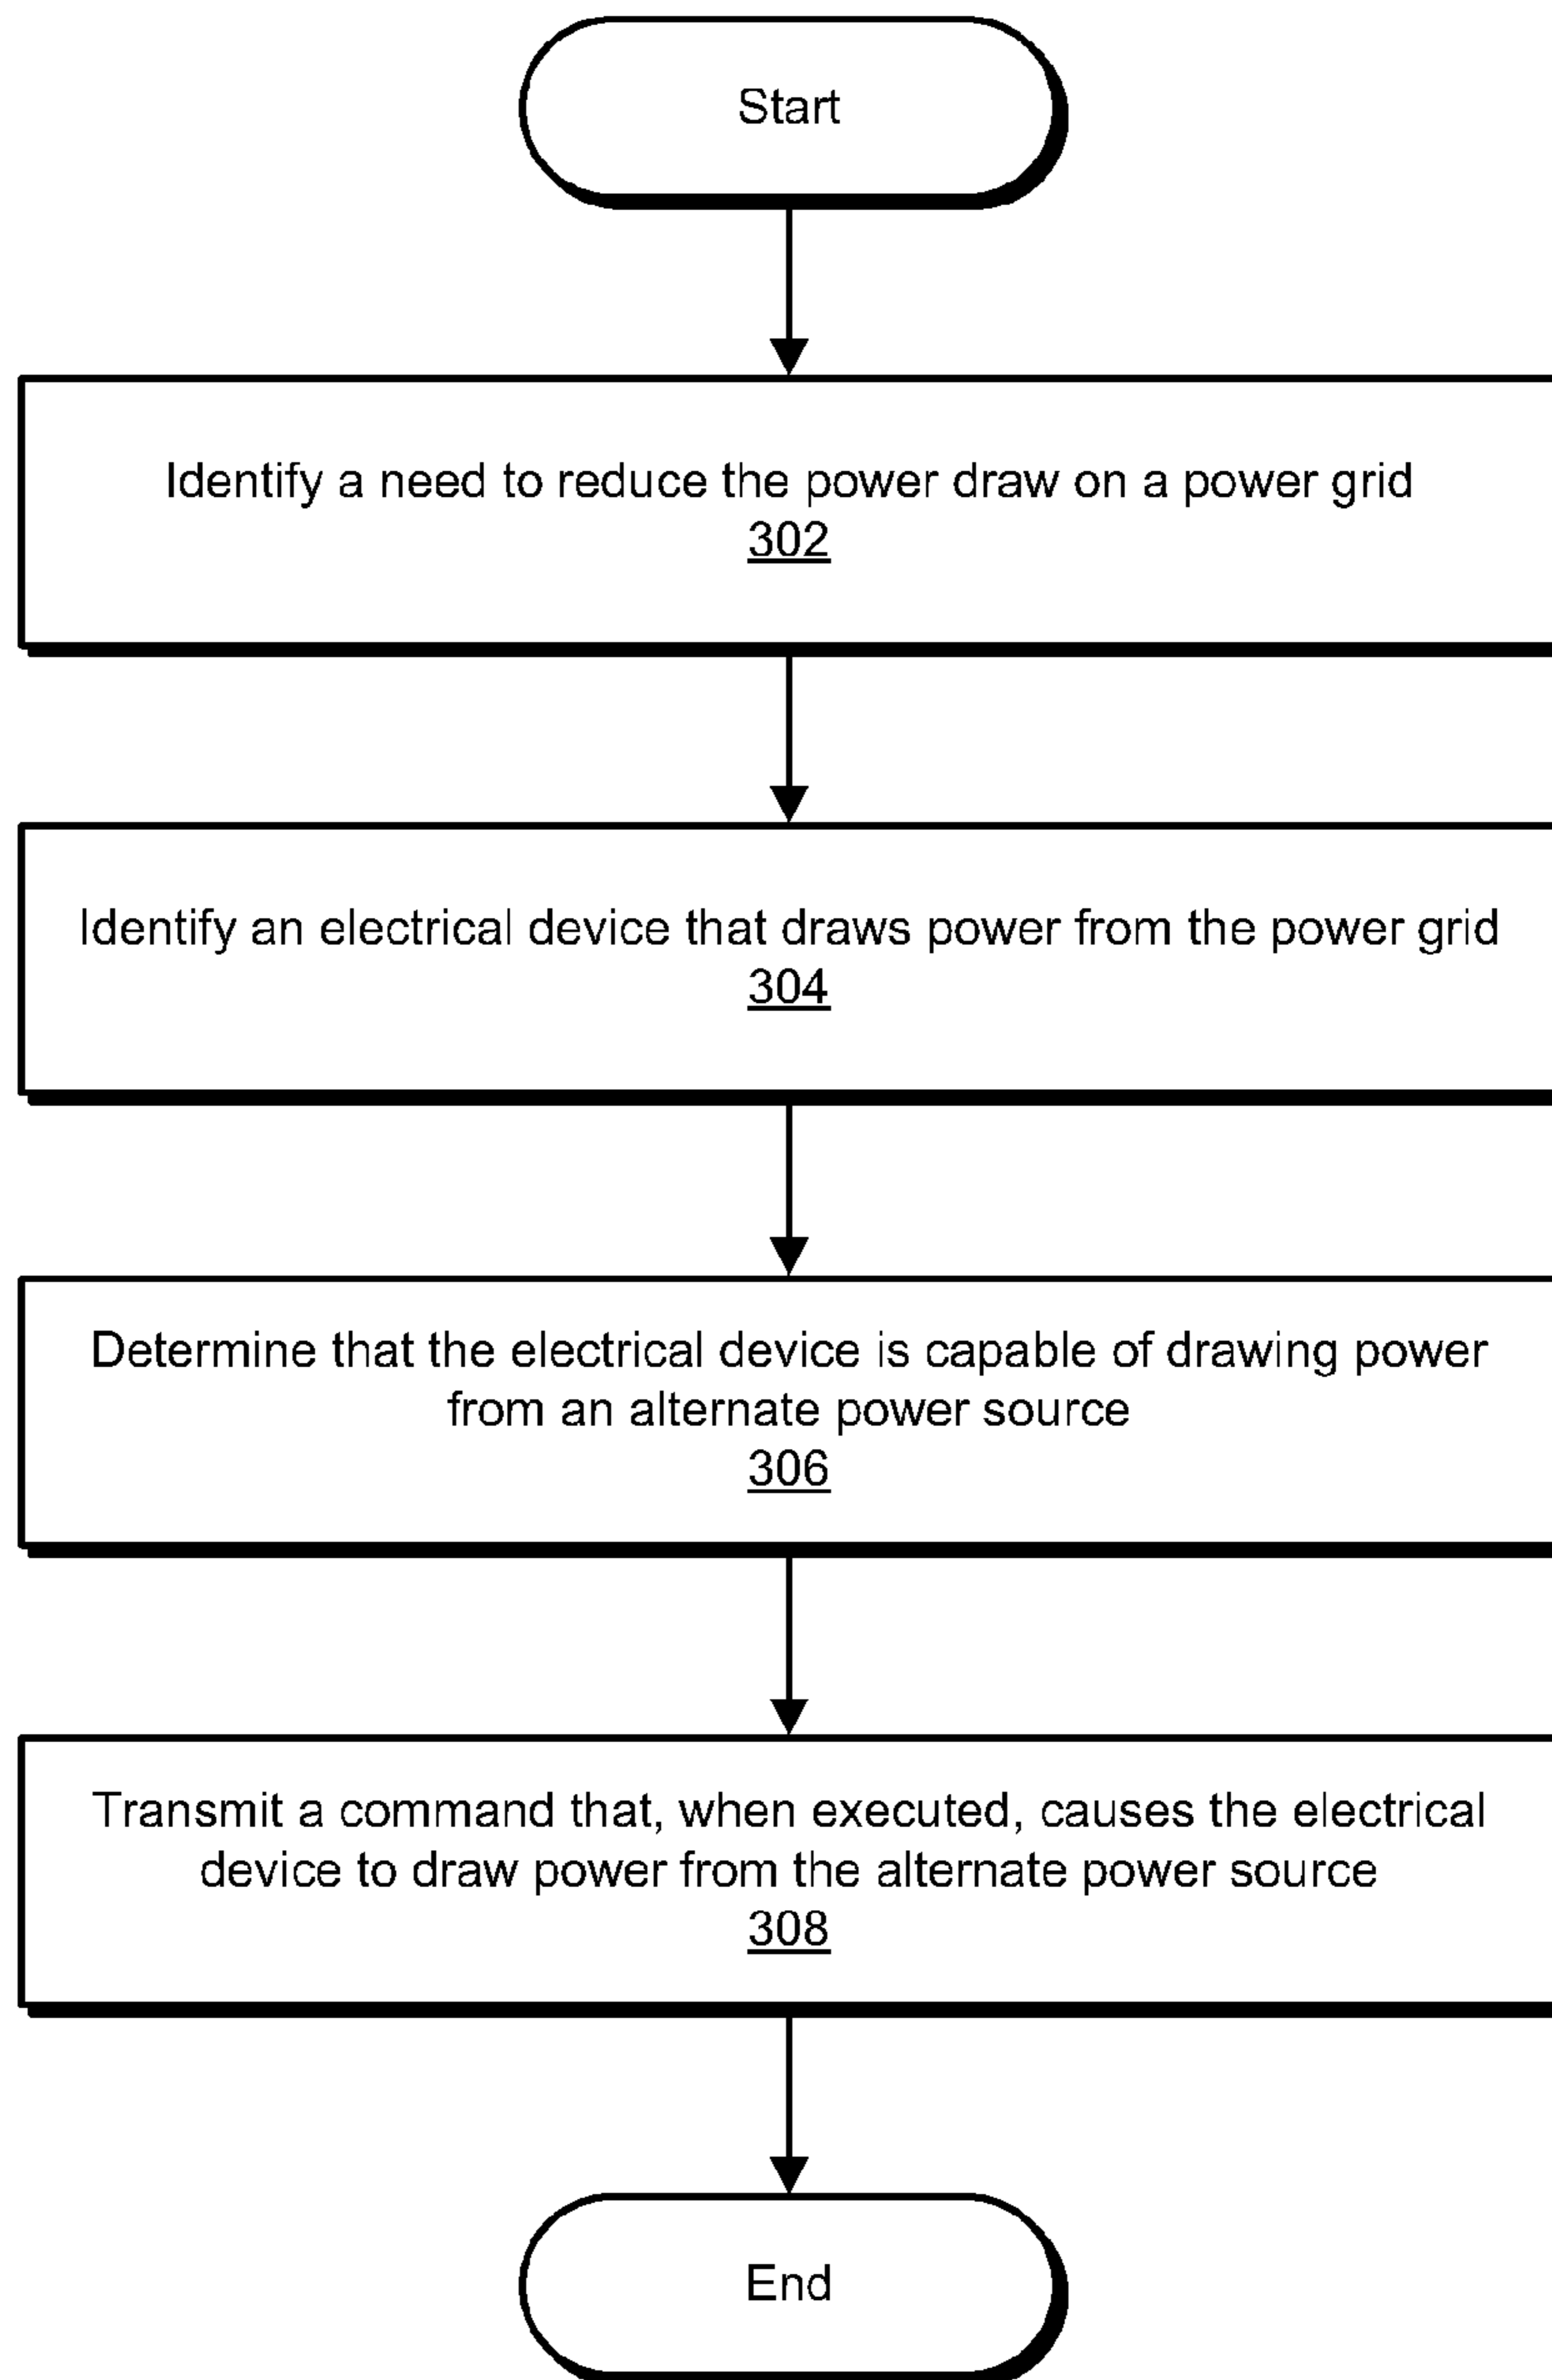 Start
Identify a need to reduce the power draw on a power grid
302
Identify an electrical device that draws power from the power grid
304
Determine that the electrical device is capable of drawing power
from an alternate power source
306
Transmit a command that, when executed, causes the electrical
device to draw power from the alternate power source
308
End